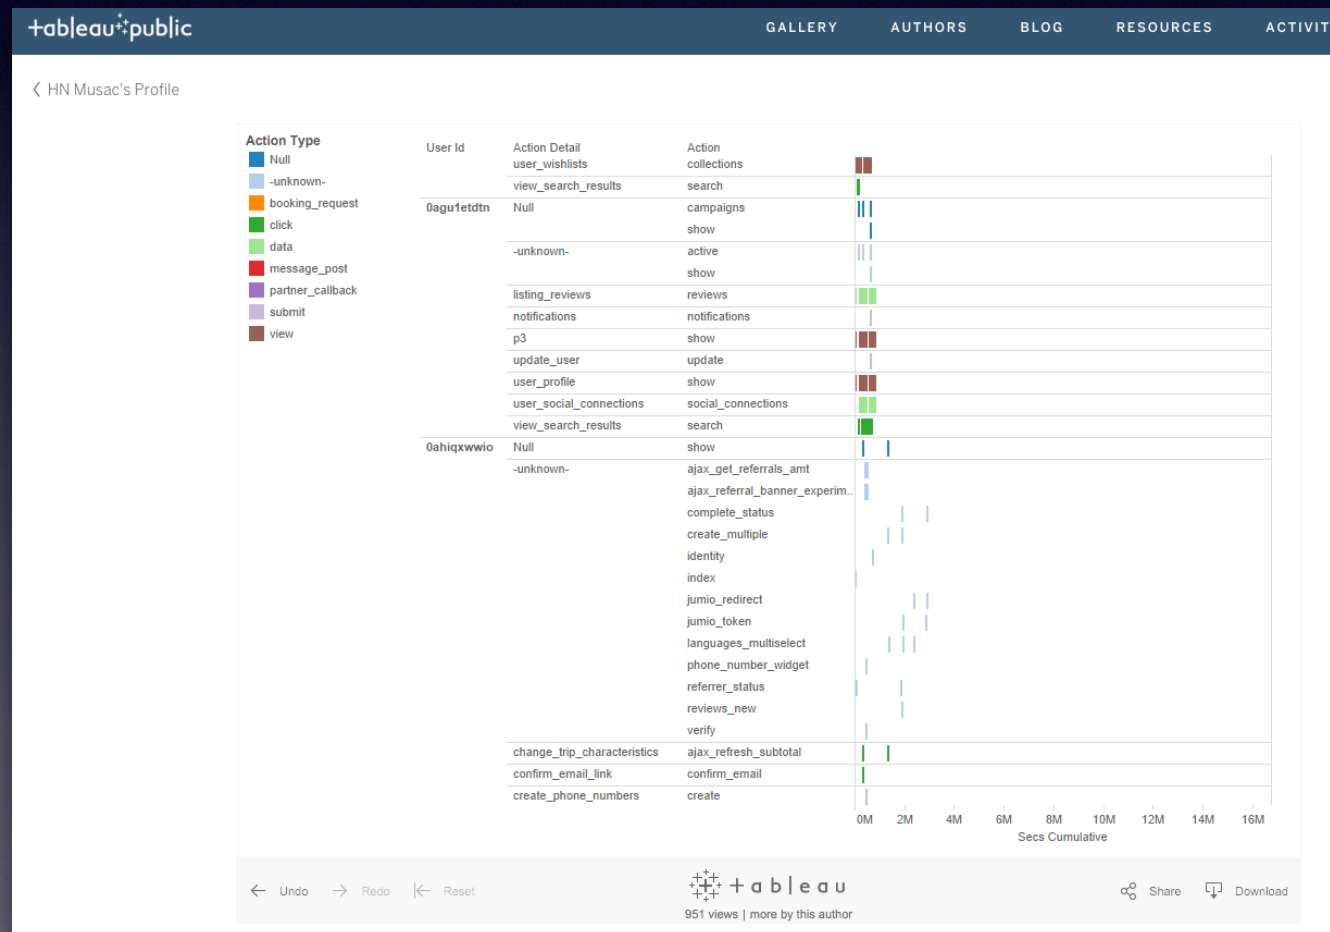 +ableau public
GALLERY AUTHORS BLOG RESOURCES ACTIVIT
HN Musac's Profile
Action Type
Null
-unknown-
booking_request
click
data
message_post
partner_callback
submit
view
User Id Action Detail Action
user_wishlists collections
view_search_results search
0agu1etdtn Null campaigns
show
-unknown- active
show
listing_reviews reviews
notifications notifications
p3 show
update_user update
user_profile show
user_social_connections social_connections
view_search_results search
0ahiqxwwio Null show
-unknown- ajax_get_referrals_amt
ajax_referral_banner_experim..
complete_status
create_multiple
identity
index
jumio_redirect
jumio_token
languages_multiselect
phone_number_widget
referrer_status
reviews_new
verify
change_trip_characteristics ajax_refresh_subtotal
confirm_email_link confirm_email
create_phone_numbers create
0M 2M 4M 6M 8M 10M 12M 14M 16M
Secs Cumulative
Undo Redo Reset
+ableau
951 views | more by this author
Share Download